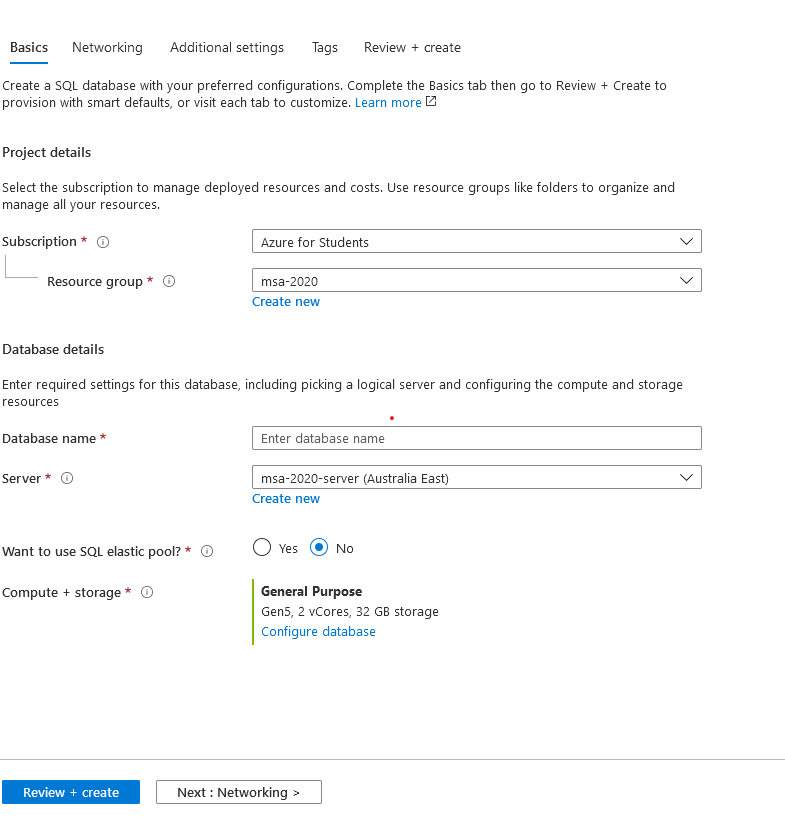 Basics Networking Additional settings Tags Review + create
Create a SQL database with your preferred configurations. Complete the Basics tab then go to Review + Create to
provision with smart defaults, or visit each tab to customize. Learn more
Project details
Select the subscription to manage deployed resources and costs. Use resource groups like folders to organize and
manage all your resources.
Subscription * Azure for Students
Resource group * msa-2020
Create new
Database details
Enter required settings for this database, including picking a logical server and configuring the compute and storage
resources
Database name * Enter database name
Server * msa-2020-server (Australia East)
Create new
Want to use SQL elastic pool? * Yes No
Compute + storage * General Purpose
Gen5, 2 vCores, 32 GB storage
Configure database
Review + create Next : Networking >